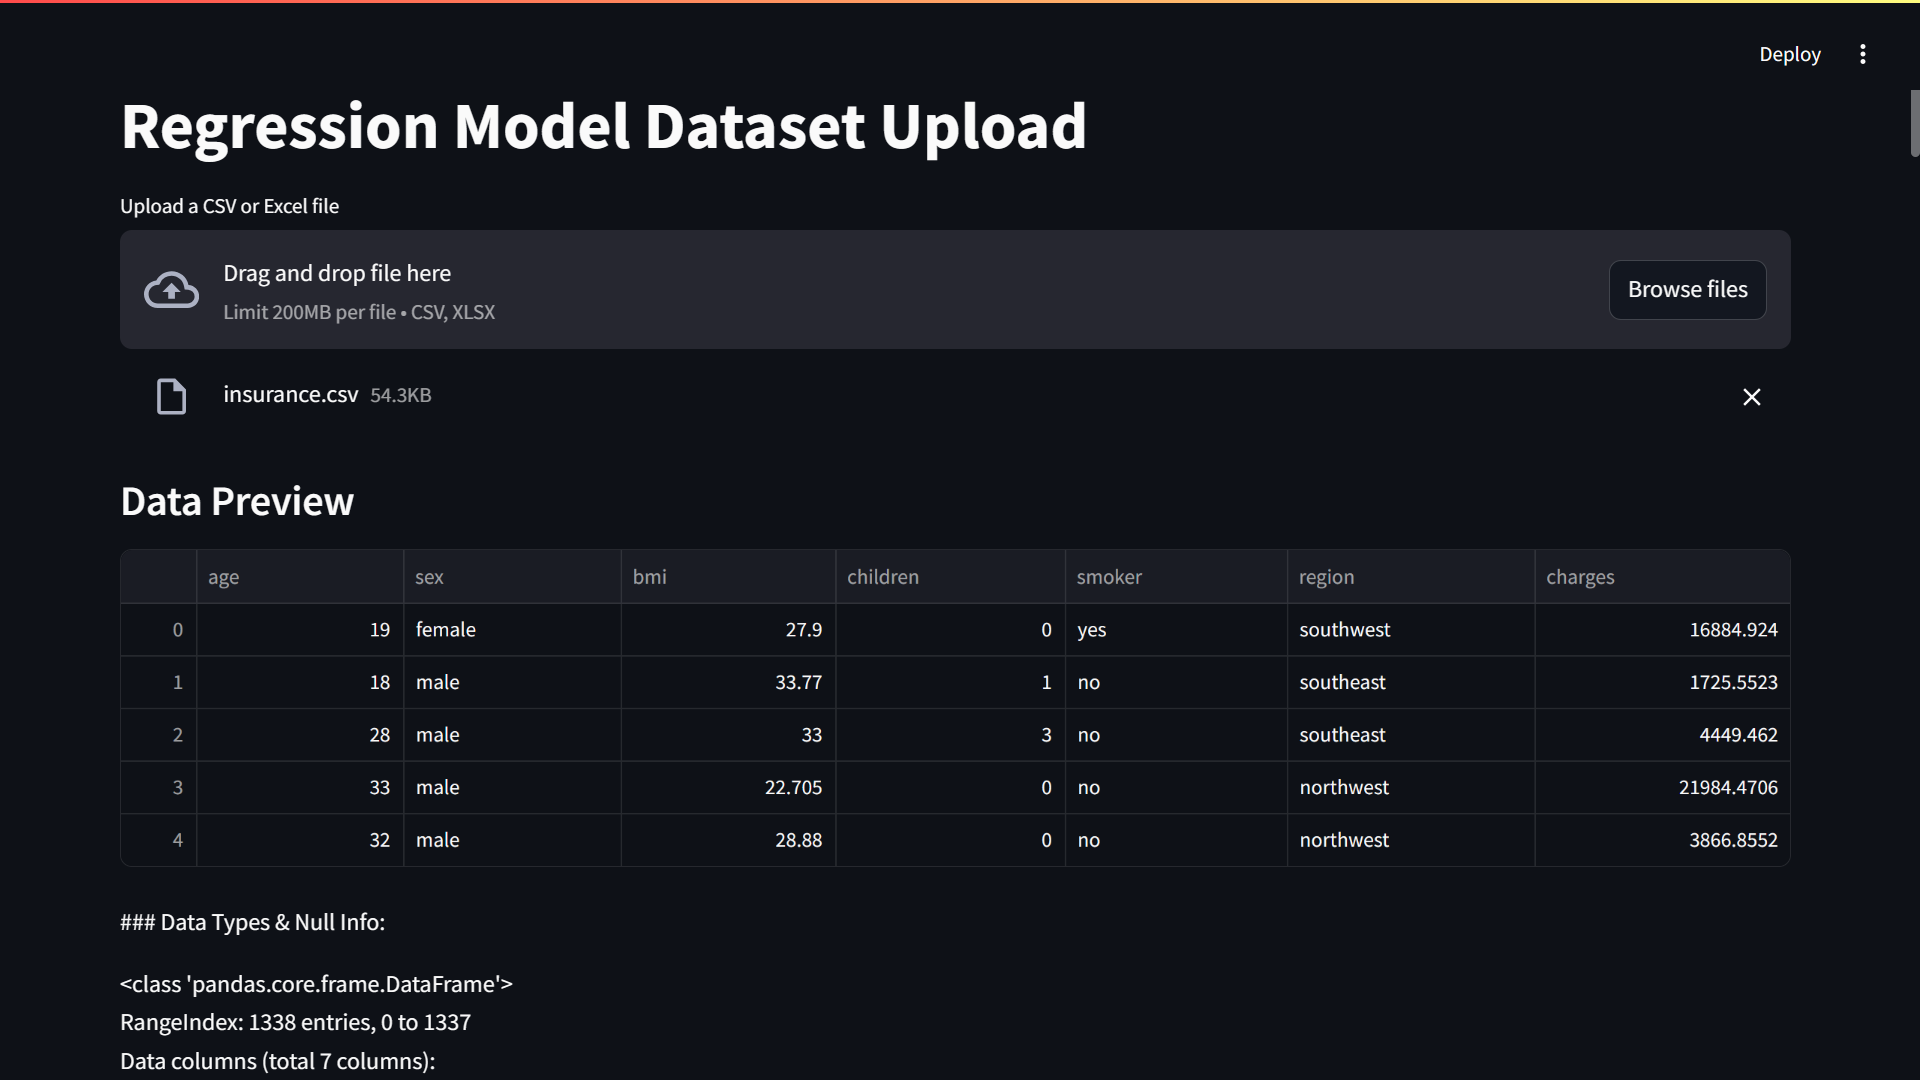 Deploy
Regression Model Dataset Upload
Upload a CSV or Excel file
Drag and drop file here
Limit 200MB per file • CSV, XLSX
Browse files
insurance.csv 54.3KB
Data Preview
age sex bmi children smoker region charges
0 19 female 27.9 0 yes southwest 16884.924
1 18 male 33.77 1 no southeast 1725.5523
2 28 male 33 3 no southeast 4449.462
3 33 male 22.705 0 no northwest 21984.4706
4 32 male 28.88 0 no northwest 3866.8552
### Data Types & Null Info:
<class 'pandas.core.frame.DataFrame'>
RangeIndex: 1338 entries, 0 to 1337
Data columns (total 7 columns):